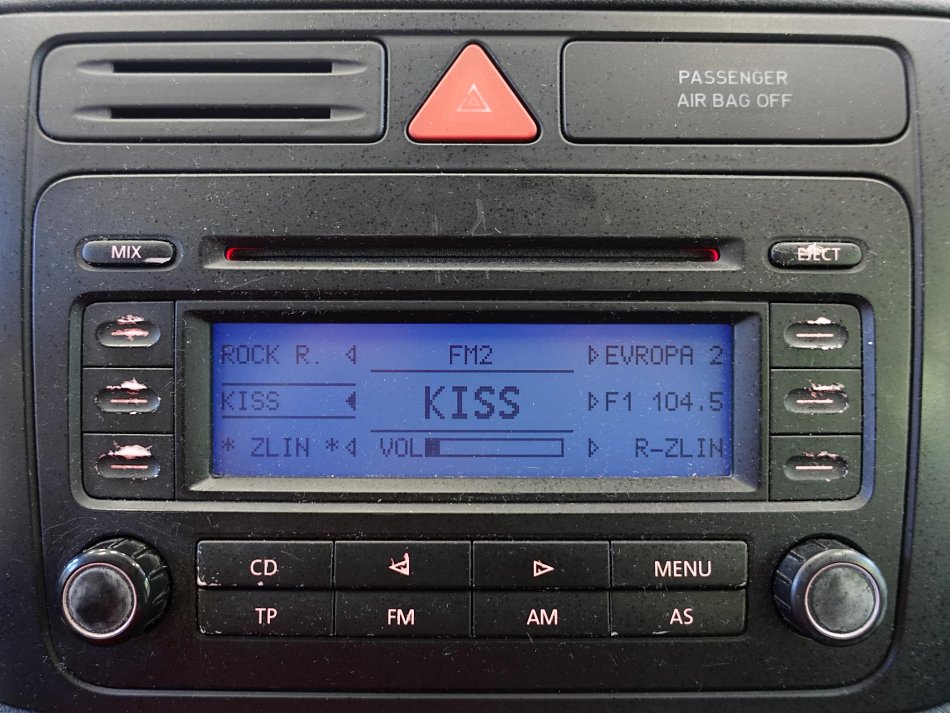 PASSENGER
AIR BAG OFF
MIX
EJECT
ROCK R.
FM2
EVROPA 2
KISS
KISS
F1 104.5
* ZLIN *
VOL
R-ZLIN
CD
MENU
TP
FM
AM
AS